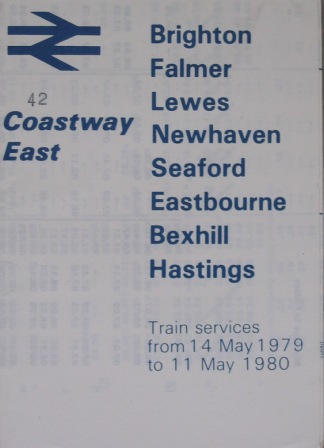 42
Coastway
East
Brighton
Falmer
Lewes
Newhaven
Seaford
Eastbourne
Bexhill
Hastings
Train services
from 14 May 1979
to 11 May 1980